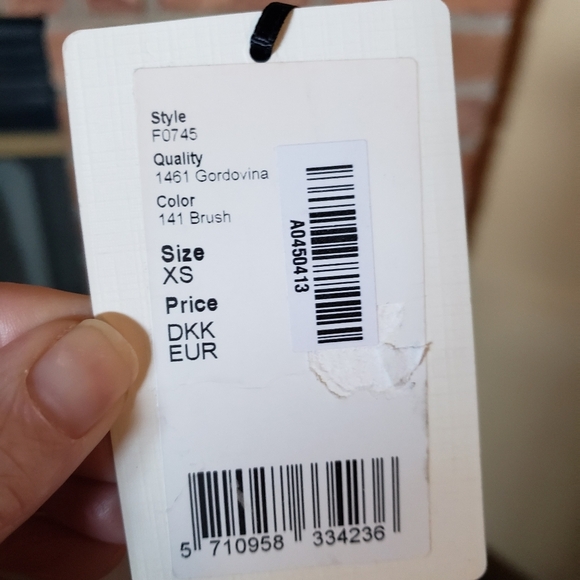 Style
F0745
Quality
1461 Gordovina
Color
141 Brush
Size
XS
Price
DKK
EUR
A0450413
5 710958 334236